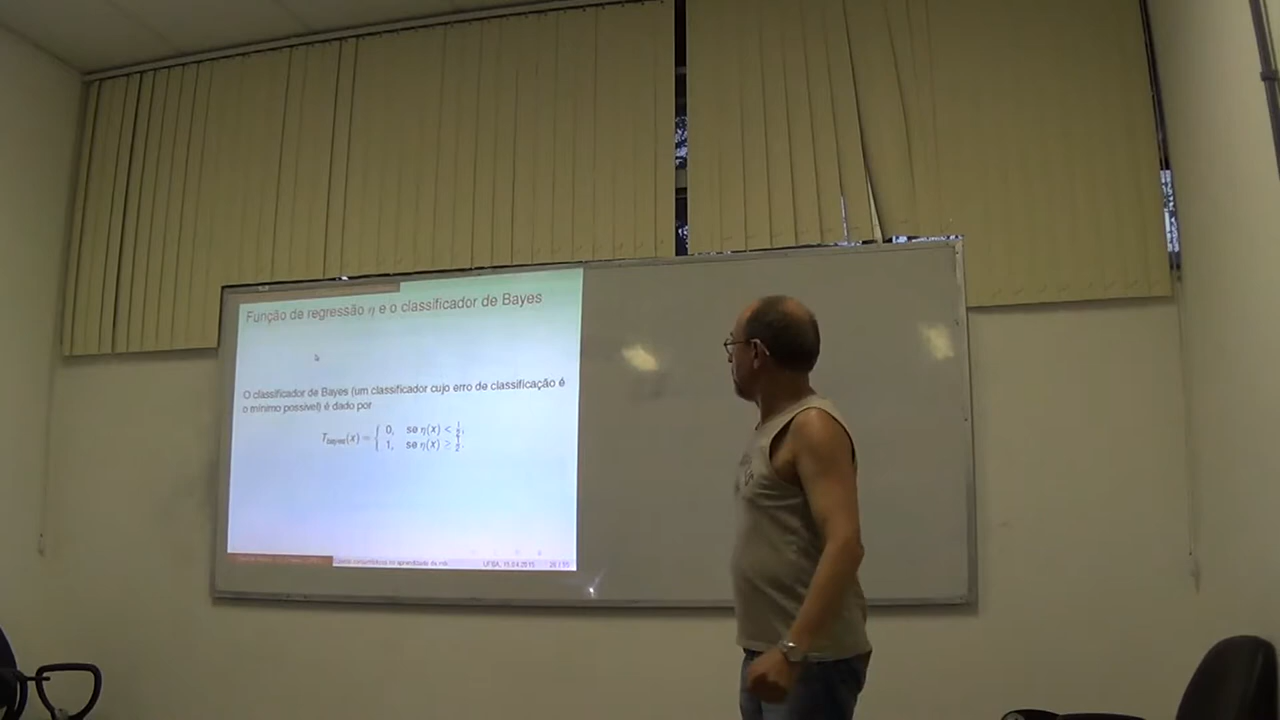 Função de regressão η e o classificador de Bayes
O classificador de Bayes (um classificador cujo erro de classificação é
o mínimo possível) é dado por
T_bayes(x) = { 0, se η(x) < 1/2,
1, se η(x) ≥ 1/2.
UFBA, 15.04.2015